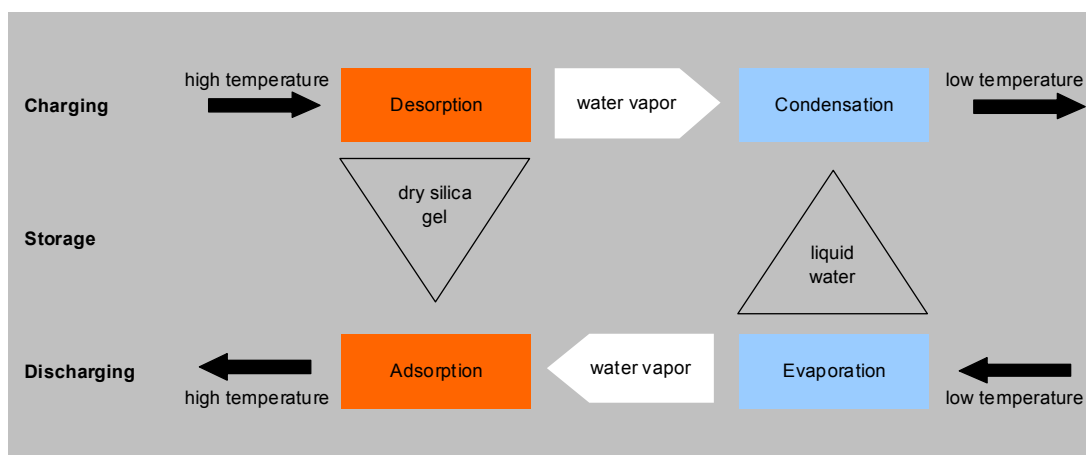 high temperature
low temperature
Charging
Desorption
water vapor
Condensation
dry silica
gel
Storage
liquid
water
Discharging
Adsorption
water vapor
Evaporation
high temperature
low temperature